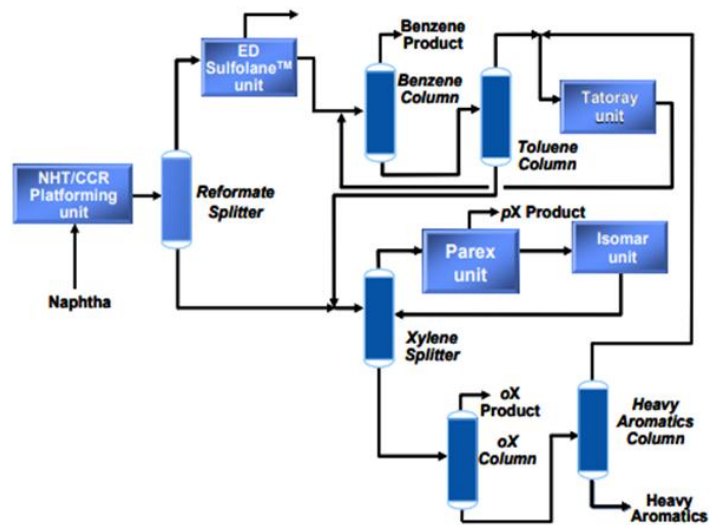 ED
Sulfolane™
unit
Benzene
Product
Benzene
Column
Tatoray
unit
Toluene
Column
NHT/CCR
Platforming
unit
Reformate
Splitter
Naphtha
pX Product
Parex
unit
Isomar
unit
Xylene
Splitter
oX
Product
oX
Column
Heavy
Aromatics
Column
Heavy
Aromatics